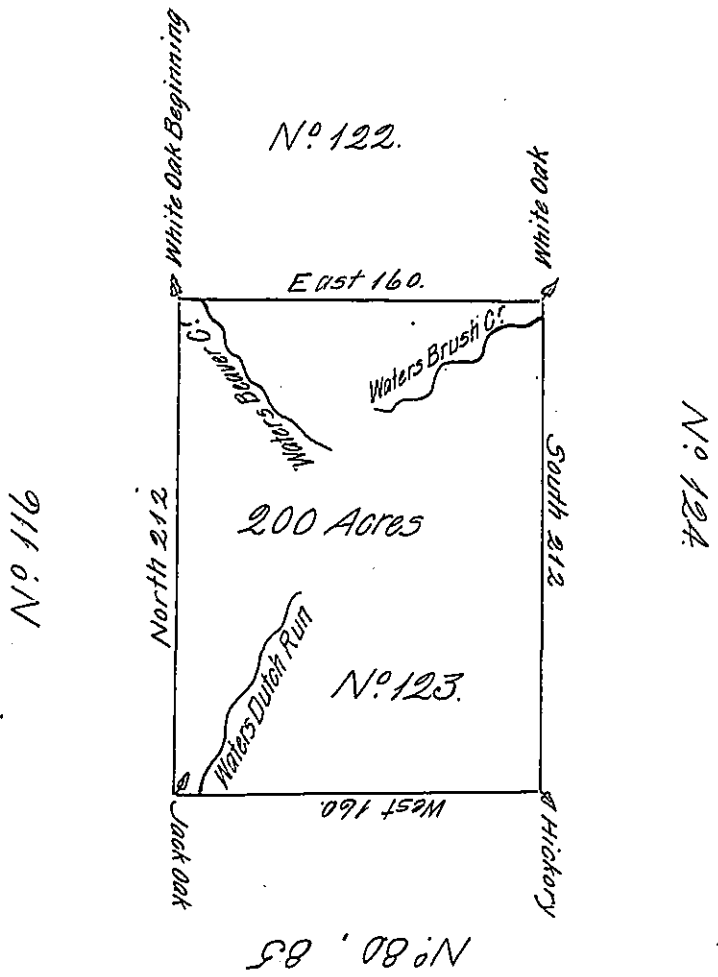 White Oak Beginning
Nº 122.
White Oak
East 160.
Waters Beaver C.
Waters Brush Cr
Nº 124
South 212
200 Acres
North 212
Nº 116
Waters Dutch Run
Nº 123.
West 160.
Jack Oak
Hickory
Nº 80, 85